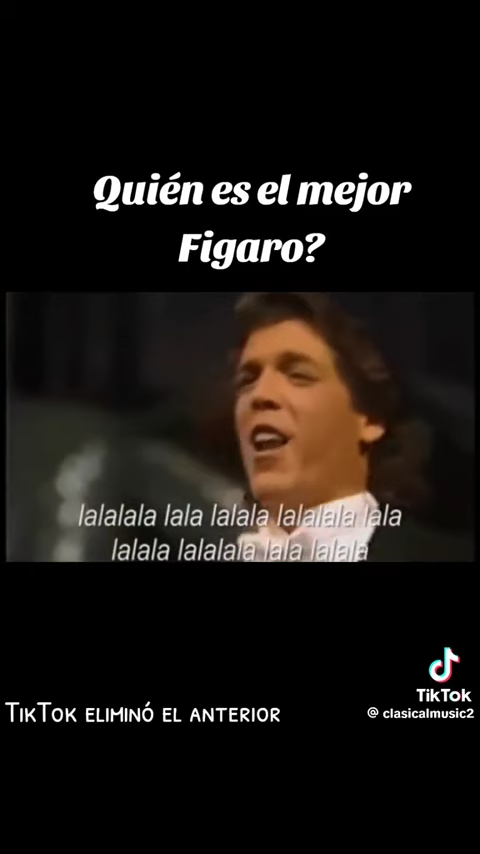 Quién es el mejor
Figaro?
lalalala lala lalala lalalala lala
lalala lalalala lala lalala
TikTok
TIKTOK ELIMINÓ EL ANTERIOR
@ clasicalmusic2